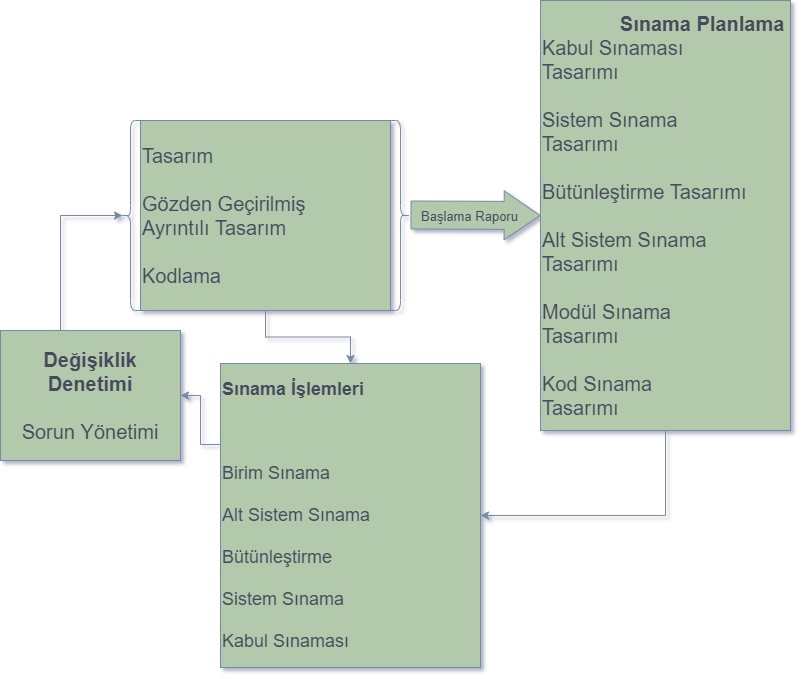 Sınama Planlama
Kabul Sınaması
Tasarımı
Sistem Sınama
Tasarımı
Bütünleştirme Tasarımı
Alt Sistem Sınama
Tasarımı
Modül Sınama
Tasarımı
Kod Sınama
Tasarımı
Tasarım
Gözden Geçirilmiş
Ayrıntılı Tasarım
Kodlama
Başlama Raporu
Değişiklik
Denetimi
Sorun Yönetimi
Sınama İşlemleri
Birim Sınama
Alt Sistem Sınama
Bütünleştirme
Sistem Sınama
Kabul Sınaması